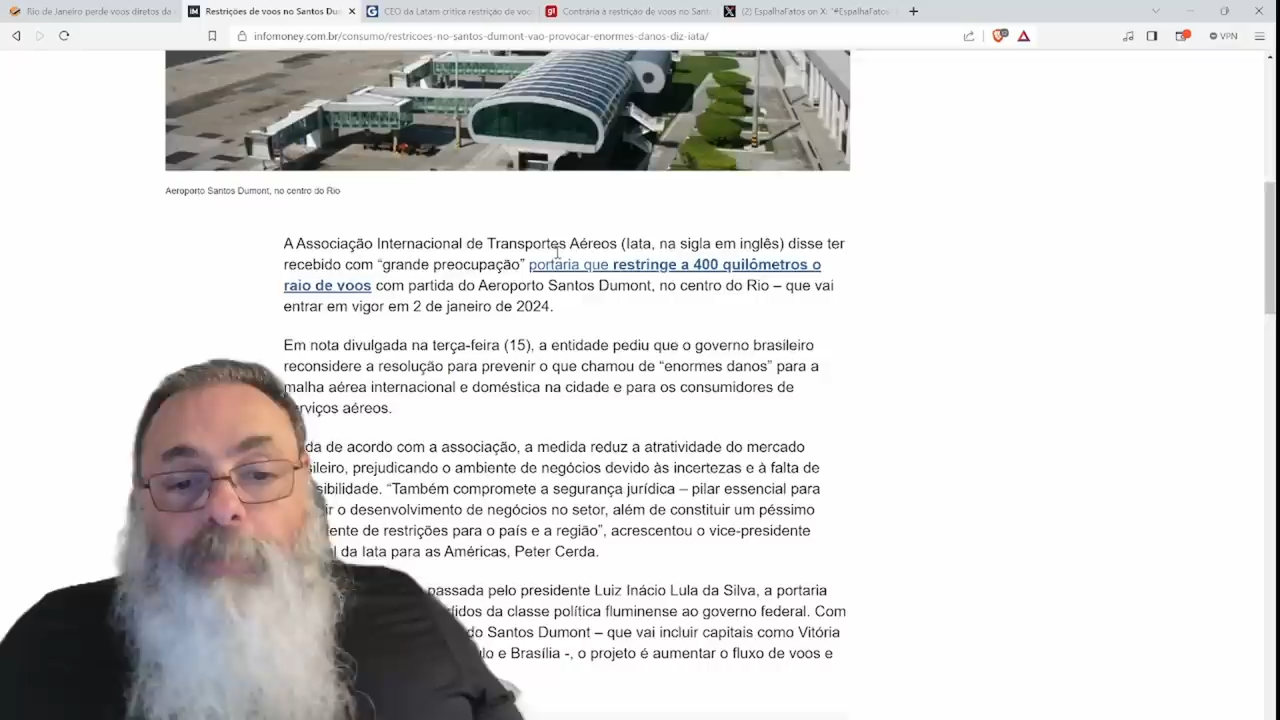 Rio de Janeiro perde voos diretos da
Restrições de voos no Santos Du
CEO da Latam critica restrição de voo
Contrária à restrição de voos no Sant
(2) EspalhaFatos on X: "#EspalhaFatos
infomoney.com.br/consumo/restricoes-no-santos-dumont-vao-provocar-enormes-danos-diz-iata/
VPN
Aeroporto Santos Dumont, no centro do Rio
A Associação Internacional de Transportes Aéreos (Iata, na sigla em inglês) disse ter
recebido com “grande preocupação” portaria que restringe a 400 quilômetros o
raio de voos com partida do Aeroporto Santos Dumont, no centro do Rio – que vai
entrar em vigor em 2 de janeiro de 2024.
Em nota divulgada na terça-feira (15), a entidade pediu que o governo brasileiro
reconsidere a resolução para prevenir o que chamou de “enormes danos” para a
malha aérea internacional e doméstica na cidade e para os consumidores de
erviços aéreos.
da de acordo com a associação, a medida reduz a atratividade do mercado
sileiro, prejudicando o ambiente de negócios devido às incertezas e à falta de
sibilidade. “Também compromete a segurança jurídica – pilar essencial para
ir o desenvolvimento de negócios no setor, além de constituir um péssimo
ente de restrições para o país e a região”, acrescentou o vice-presidente
l da Iata para as Américas, Peter Cerda.
passada pelo presidente Luiz Inácio Lula da Silva, a portaria
didos da classe política fluminense ao governo federal. Com
do Santos Dumont – que vai incluir capitais como Vitória
ulo e Brasília -, o projeto é aumentar o fluxo de voos e